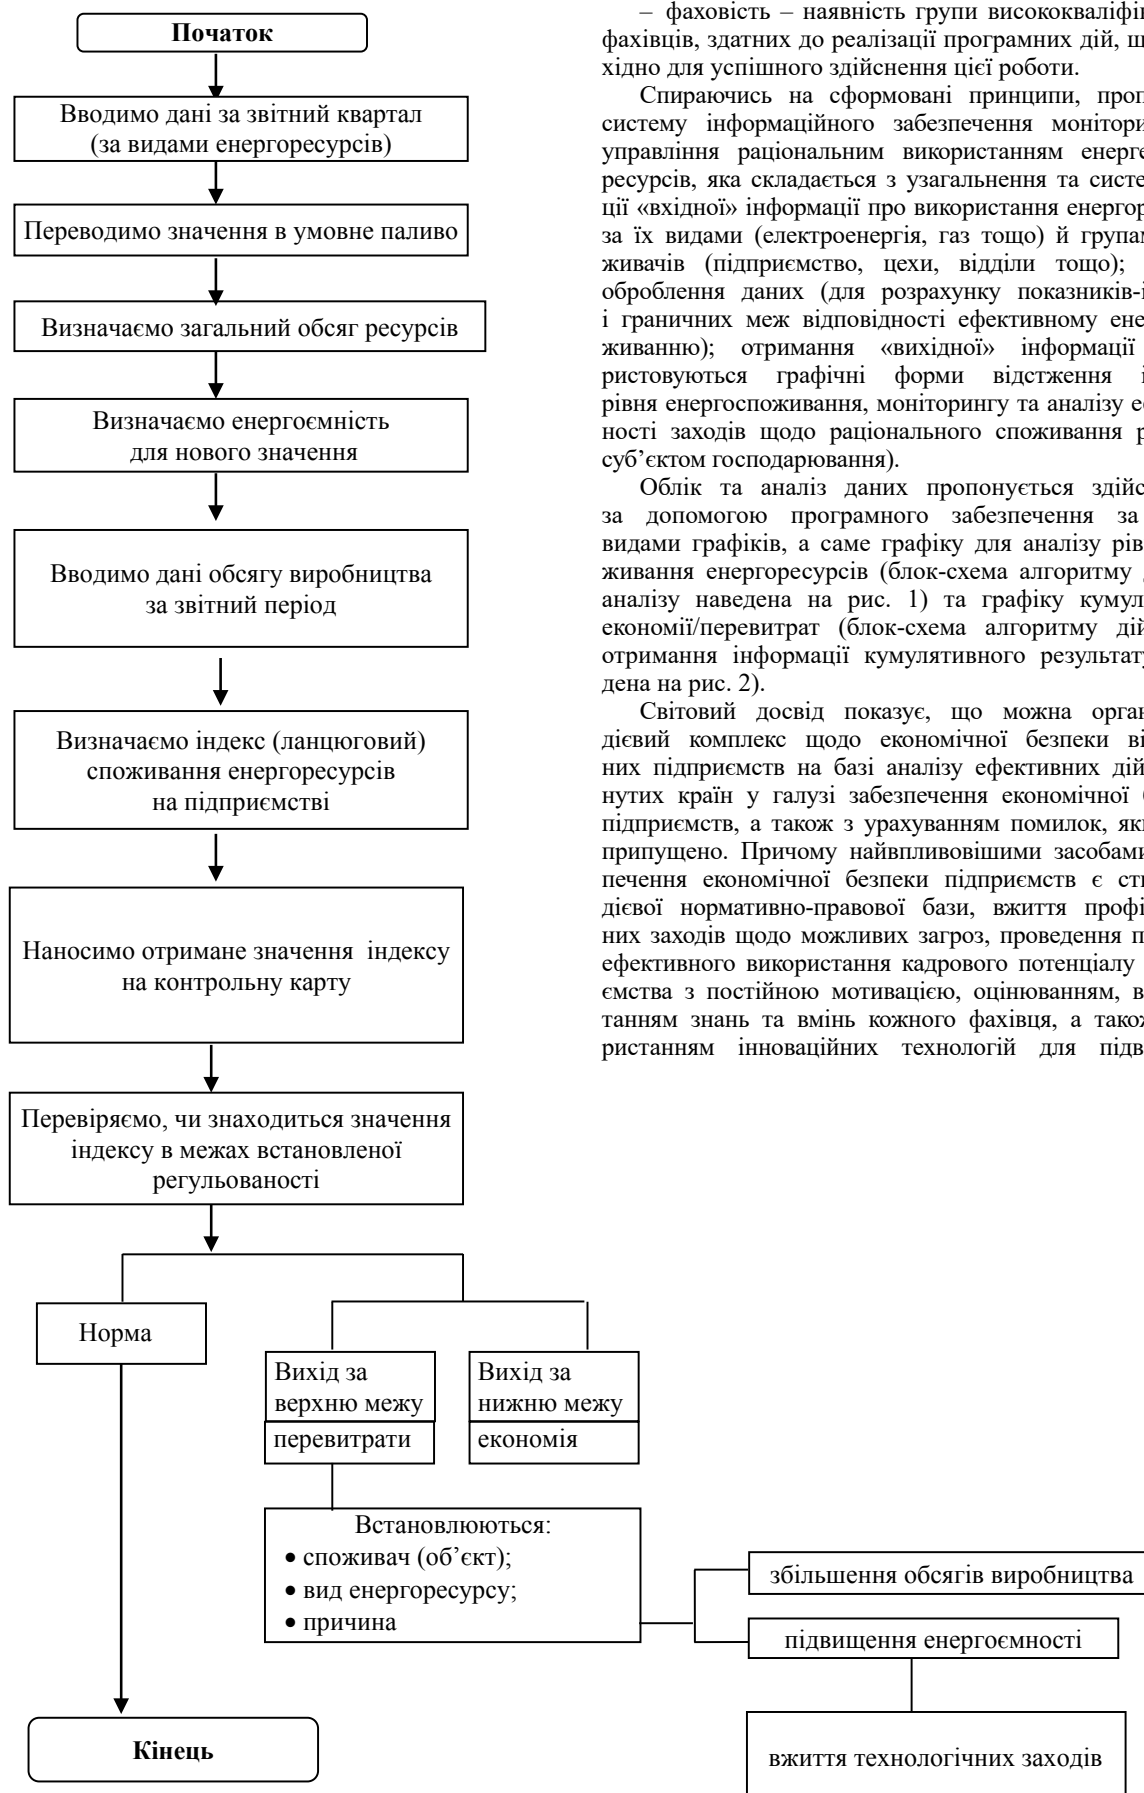 Початок
Вводимо дані за звітний квартал
(за видами енергоресурсів)
Переводимо значення в умовне паливо
Визначаємо загальний обсяг ресурсів
Визначаємо енергоємність
для нового значення
Вводимо дані обсягу виробництва
за звітний період
Визначаємо індекс (ланцюговий)
споживання енергоресурсів
на підприємстві
Наносимо отримане значення індексу
на контрольну карту
Перевіряємо, чи знаходиться значення
індексу в межах встановленої
регульованості
Норма
Вихід за
верхню межу
перевитрати
Вихід за
нижню межу
економія
Встановлюються:
• споживач (об’єкт);
• вид енергоресурсу;
• причина
збільшення обсягів виробництва
підвищення енергоємності
вжиття технологічних заходів
Кінець
– фаховість – наявність групи висококваліфік
фахівців, здатних до реалізації програмних дій, щ
хідно для успішного здійснення цієї роботи.
Спираючись на сформовані принципи, проп
систему інформаційного забезпечення монітори
управління раціональним використанням енерге
ресурсів, яка складається з узагальнення та систе
ції «вхідної» інформації про використання енергор
за їх видами (електроенергія, газ тощо) й групам
живачів (підприємство, цехи, відділи тощо);
оброблення даних (для розрахунку показників-і
і граничних меж відповідності ефективному ене
живанню); отримання «вихідної» інформації
ристовуються графічні форми відстження і
рівня енергоспоживання, моніторингу та аналізу е
ності заходів щодо раціонального споживання р
суб’єктом господарювання).
Облік та аналіз даних пропонується здійс
за допомогою програмного забезпечення за
видами графіків, а саме графіку для аналізу рів
живання енергоресурсів (блок-схема алгоритму
аналізу наведена на рис. 1) та графіку кумул
економії/перевитрат (блок-схема алгоритму дій
отримання інформації кумулятивного результату
дена на рис. 2).
Світовий досвід показує, що можна орган
дієвий комплекс щодо економічної безпеки ві
них підприємств на базі аналізу ефективних дій
нутих країн у галузі забезпечення економічної
підприємств, а також з урахуванням помилок, як
припущено. Причому найвпливовішими засобами
печення економічної безпеки підприємств є ст
дієвої нормативно-правової бази, вжиття профі
них заходів щодо можливих загроз, проведення п
ефективного використання кадрового потенціалу
ємства з постійною мотивацією, оцінюванням, в
танням знань та вмінь кожного фахівця, а тако
ристанням інноваційних технологій для підв